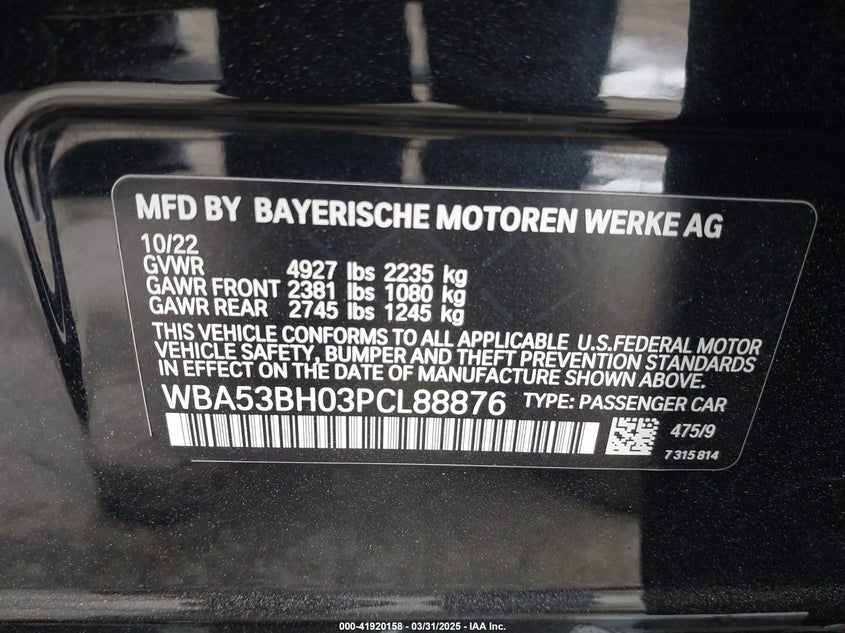 MFD BY BAYERISCHE MOTOREN WERKE AG
10/22
GVWR 4927 lbs 2235 kg
GAWR FRONT 2381 lbs 1080 kg
GAWR REAR 2745 lbs 1245 kg
THIS VEHICLE CONFORMS TO ALL APPLICABLE U.S.FEDERAL MOTOR
VEHICLE SAFETY, BUMPER AND THEFT PREVENTION STANDARDS
IN EFFECT ON THE DATE OF MANUFACTURE SHOWN ABOVE.
WBA53BH03PCL88876 TYPE: PASSENGER CAR
475/9
7 315 814
000-41920158 - 03/31/2025 - IAA Inc.